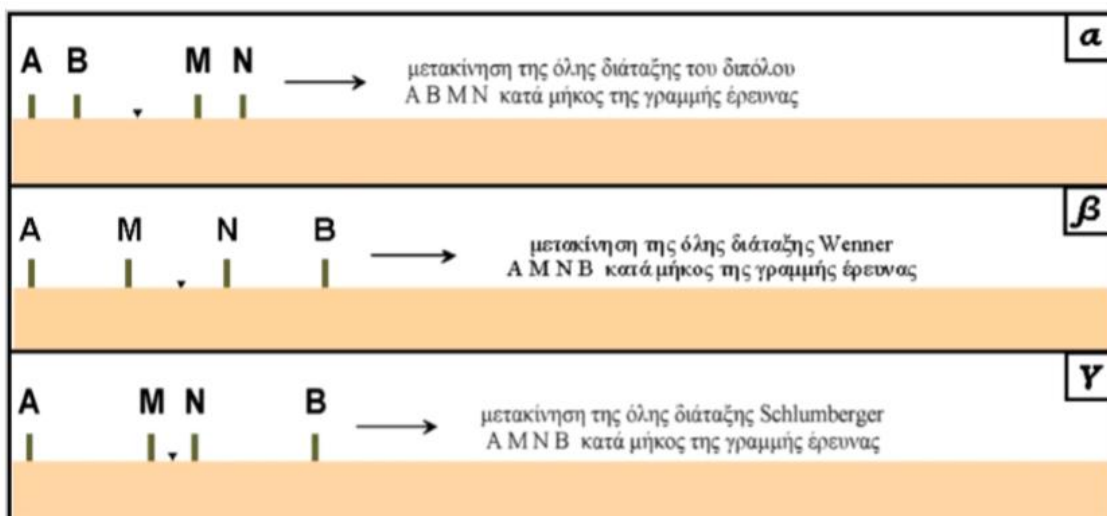 α
A B M N
μετακίνηση της όλης διάταξης του διπόλου
A B M N κατά μήκος της γραμμής έρευνας
β
A M N B
μετακίνηση της όλης διάταξης Wenner
A M N B κατά μήκος της γραμμής έρευνας
γ
A M N B
μετακίνηση της όλης διάταξης Schlumberger
A M N B κατά μήκος της γραμμής έρευνας